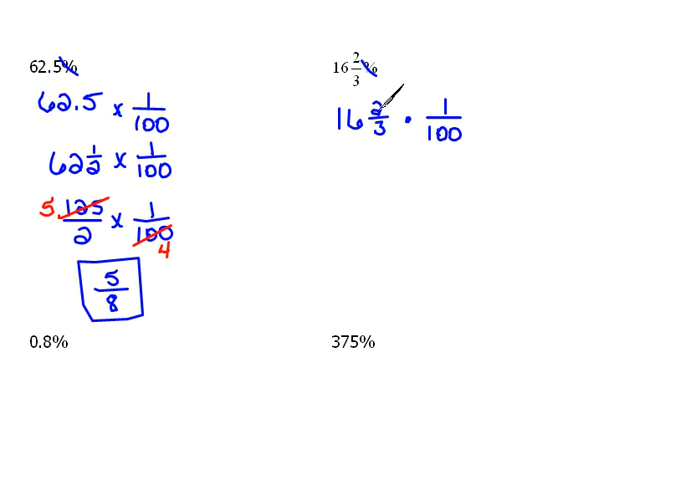 62.5%
62.5 x 1/100
62 1/2 x 1/100
5 125/2 x 1/100 4
5/8
16 2/3 %
16 2/3 · 1/100
0.8%
375%